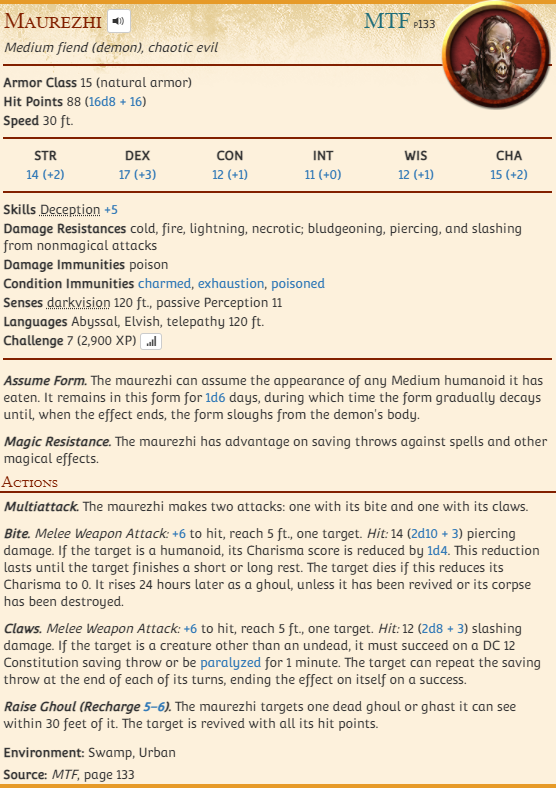 Maurezhi MTF p133
Medium fiend (demon), chaotic evil
Armor Class 15 (natural armor)
Hit Points 88 (16d8 + 16)
Speed 30 ft.
STR DEX CON INT WIS CHA
14 (+2) 17 (+3) 12 (+1) 11 (+0) 12 (+1) 15 (+2)
Skills Deception +5
Damage Resistances cold, fire, lightning, necrotic; bludgeoning, piercing, and slashing
from nonmagical attacks
Damage Immunities poison
Condition Immunities charmed, exhaustion, poisoned
Senses darkvision 120 ft., passive Perception 11
Languages Abyssal, Elvish, telepathy 120 ft.
Challenge 7 (2,900 XP)
Assume Form. The maurezhi can assume the appearance of any Medium humanoid it has
eaten. It remains in this form for 1d6 days, during which time the form gradually decays
until, when the effect ends, the form sloughs from the demon's body.
Magic Resistance. The maurezhi has advantage on saving throws against spells and other
magical effects.
Actions
Multiattack. The maurezhi makes two attacks: one with its bite and one with its claws.
Bite. Melee Weapon Attack: +6 to hit, reach 5 ft., one target. Hit: 14 (2d10 + 3) piercing
damage. If the target is a humanoid, its Charisma score is reduced by 1d4. This reduction
lasts until the target finishes a short or long rest. The target dies if this reduces its
Charisma to 0. It rises 24 hours later as a ghoul, unless it has been revived or its corpse
has been destroyed.
Claws. Melee Weapon Attack: +6 to hit, reach 5 ft., one target. Hit: 12 (2d8 + 3) slashing
damage. If the target is a creature other than an undead, it must succeed on a DC 12
Constitution saving throw or be paralyzed for 1 minute. The target can repeat the saving
throw at the end of each of its turns, ending the effect on itself on a success.
Raise Ghoul (Recharge 5–6). The maurezhi targets one dead ghoul or ghast it can see
within 30 feet of it. The target is revived with all its hit points.
Environment: Swamp, Urban
Source: MTF, page 133